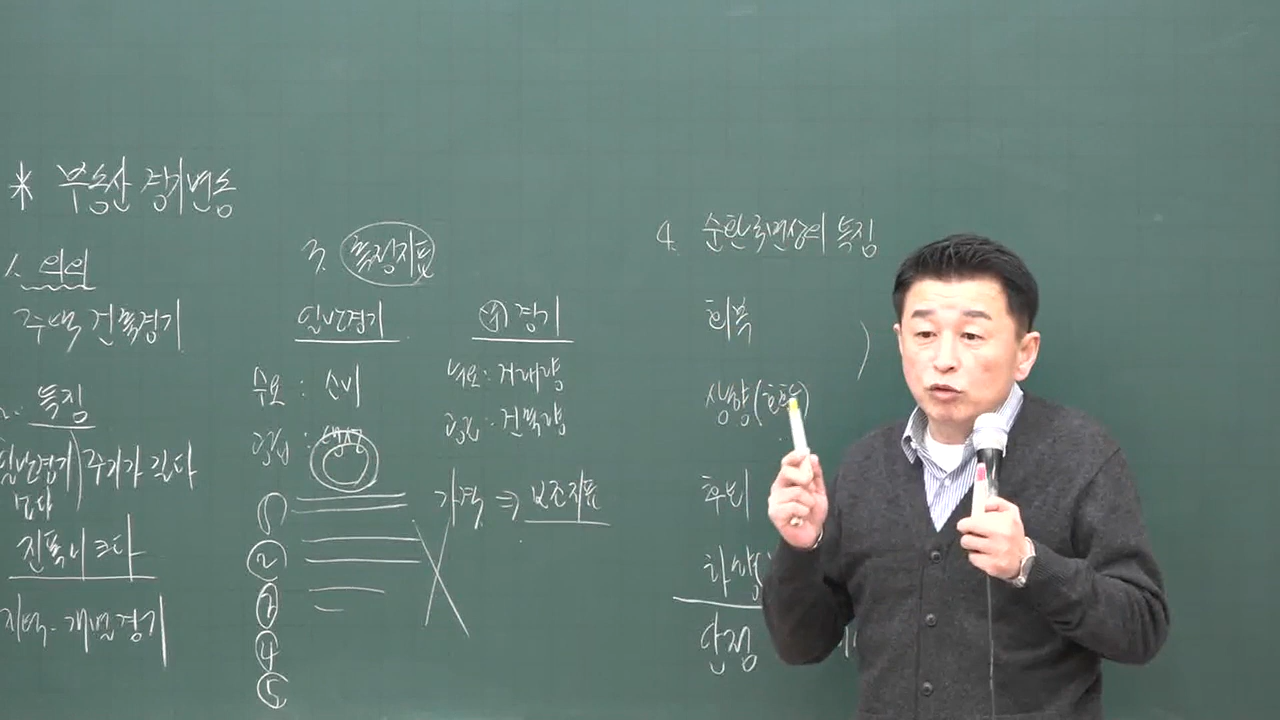 * 부동산 경기변동
1. 의의
주택 건축경기
2. 특징
일반경기 주기가 길다
진폭이 크다
지역 - 개별경기
3. 측정지표
일반경기
수요 : 소비
공급 : 생산
①
②
③
④
⑤
부 경기
수요 : 거래량
공급 : 건축량
가격 ⇒ 보조지표
4. 순환국면상의 특징
회복
상향 (호황)
후퇴
하향
안정